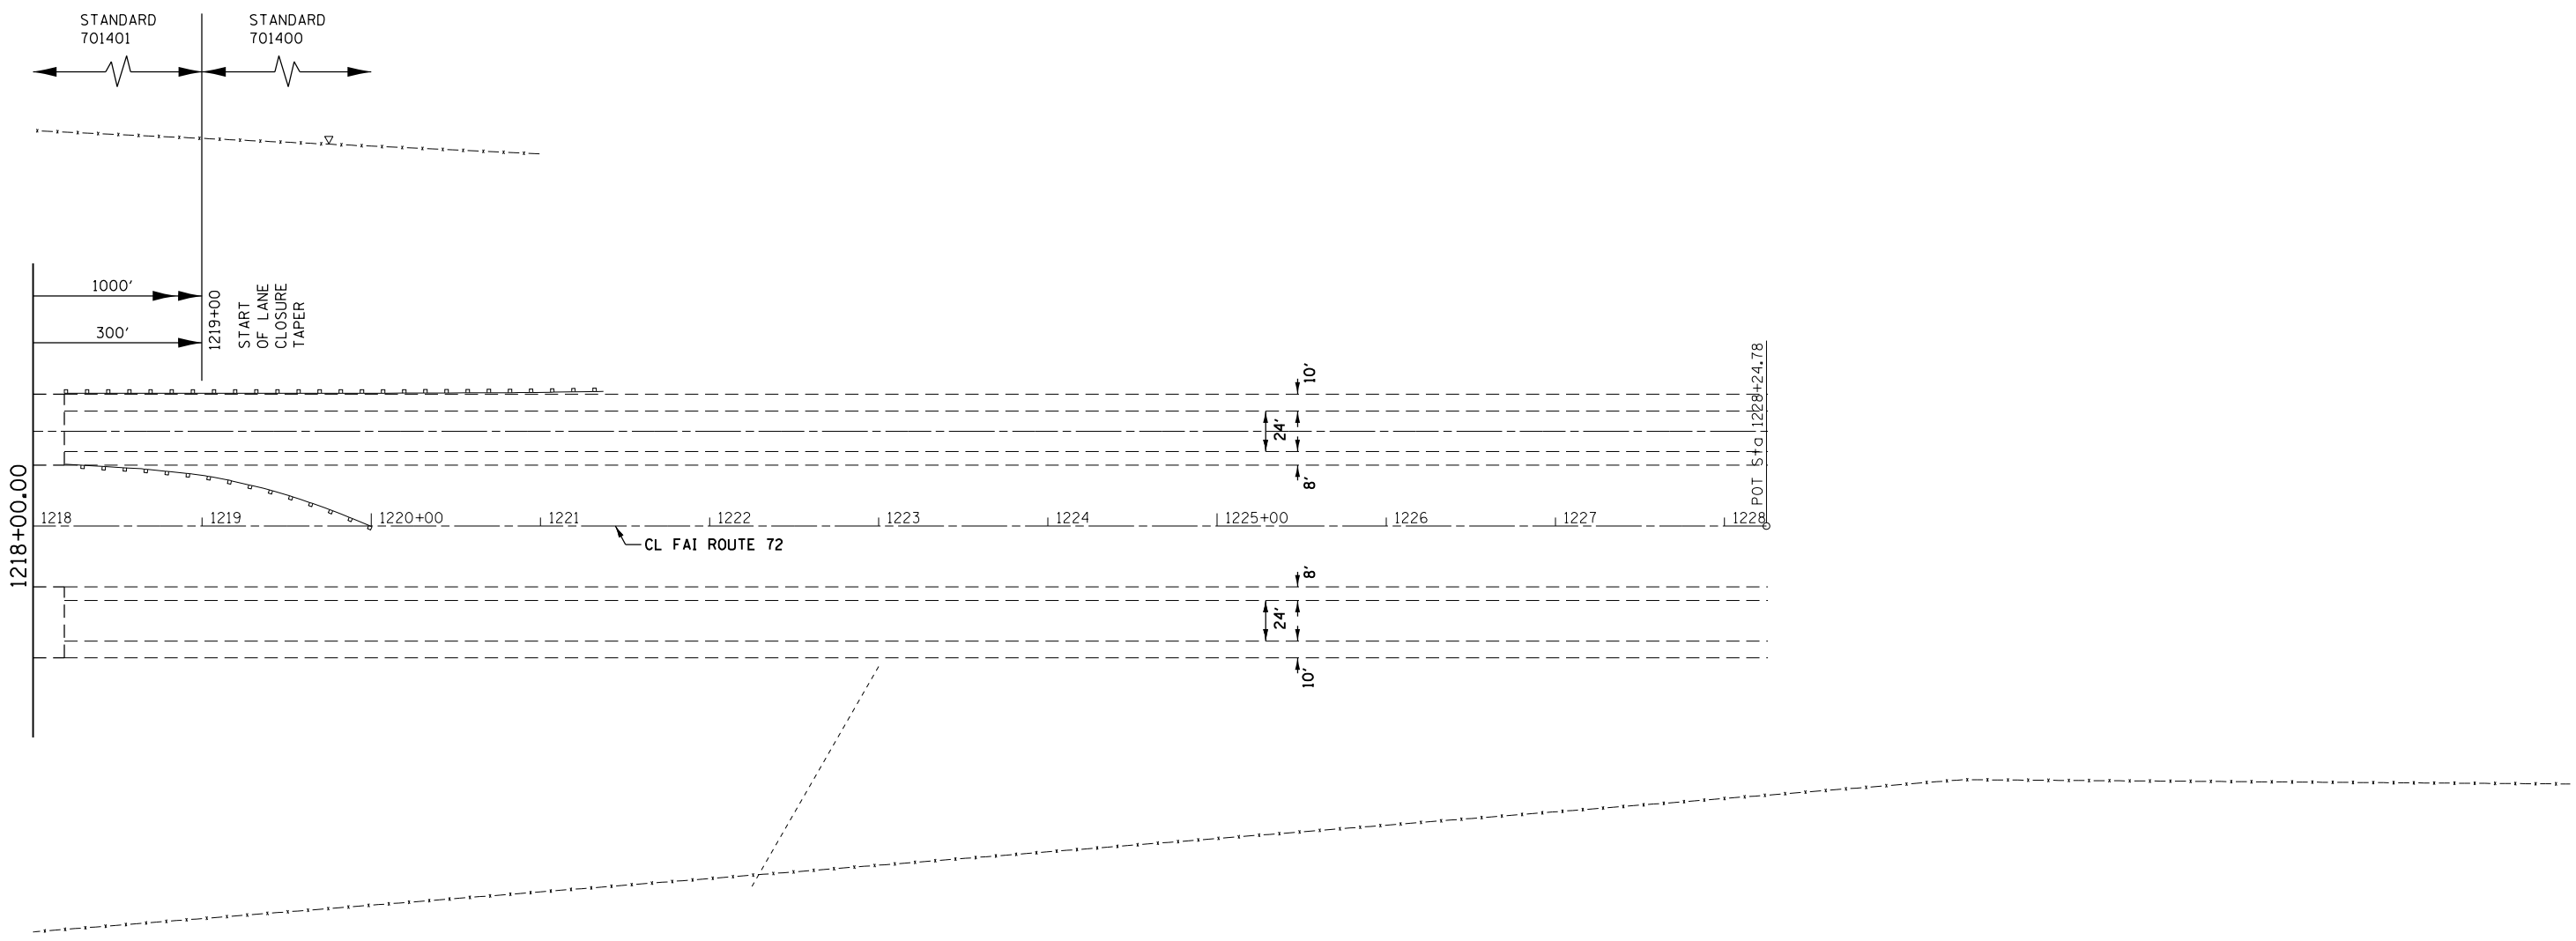 STANDARD
701401
STANDARD
701400
1000'
300'
1219+00
START
OF LANE
CLOSURE
TAPER
1218+00.00
10'
24'
8'
POT Sta 1228+24.78
1218
1219
1220+00
1221
1222
1223
1224
1225+00
1226
1227
1228
CL FAI ROUTE 72
8'
24'
10'